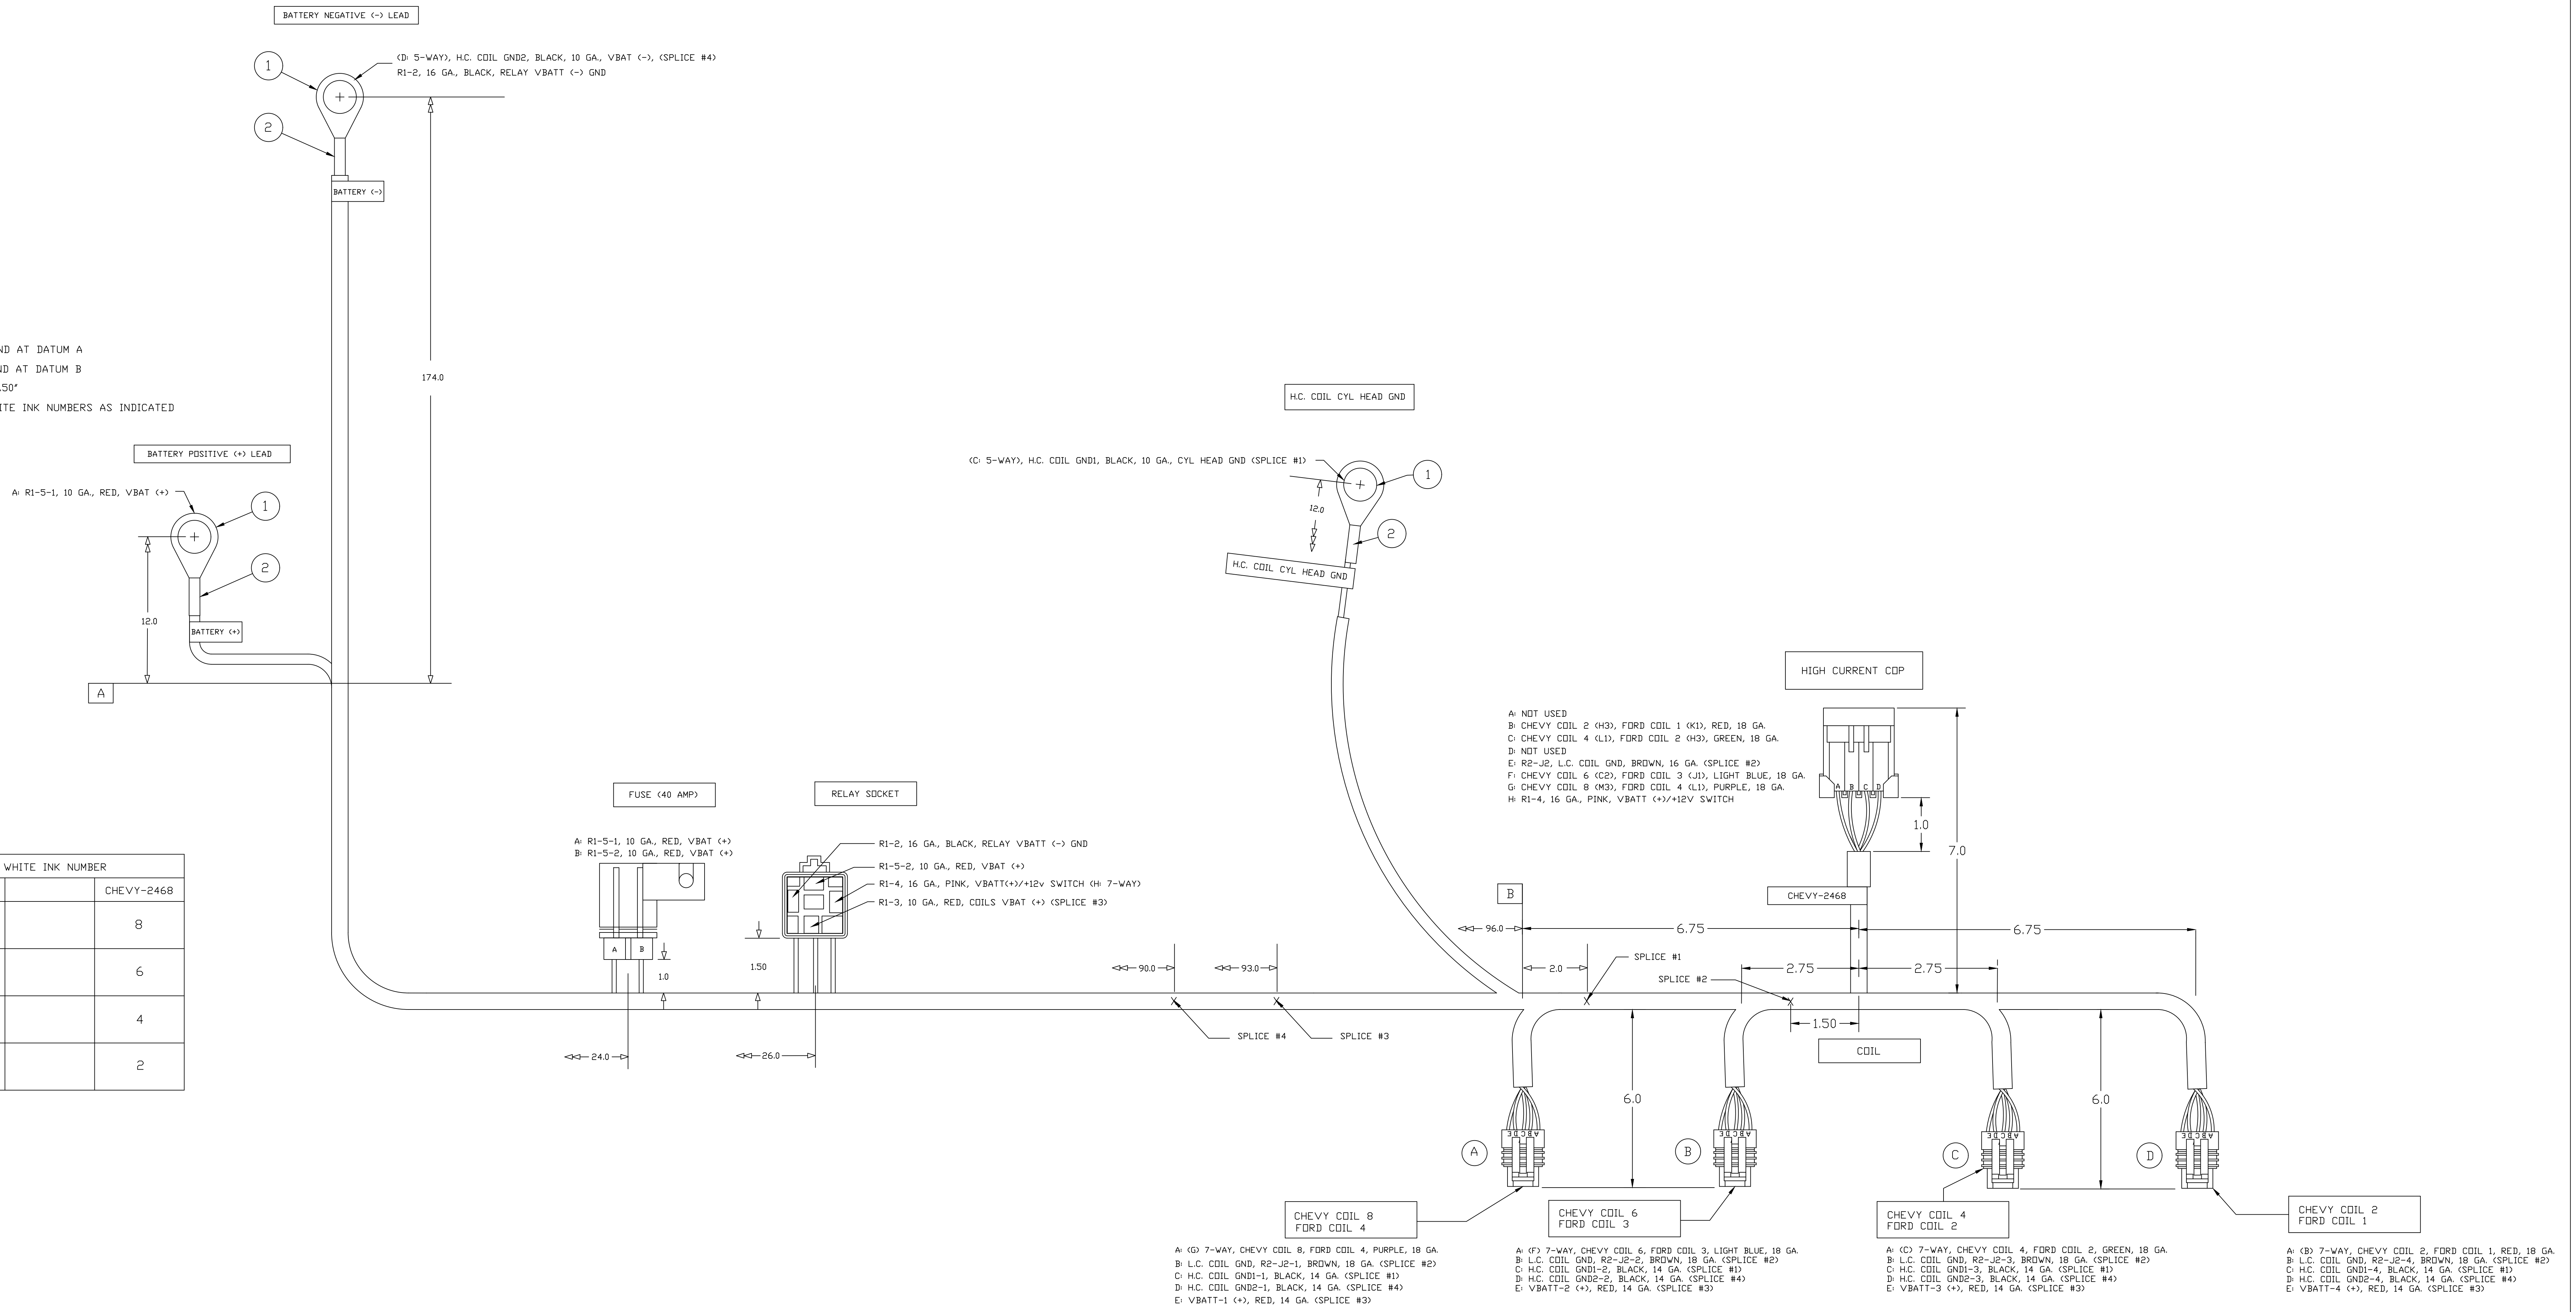 BATTERY NEGATIVE (-) LEAD
1
(D: 5-WAY), H.C. COIL GND2, BLACK, 10 GA., VBAT (-), (SPLICE #4)
R1-2, 16 GA., BLACK, RELAY VBATT (-) GND
2
BATTERY (-)
174.0
ND AT DATUM A
ND AT DATUM B
.50"
ITE INK NUMBERS AS INDICATED
BATTERY POSITIVE (+) LEAD
A: R1-5-1, 10 GA., RED, VBAT (+)
1
2
12.0
BATTERY (+)
A
H.C. COIL CYL HEAD GND
(C: 5-WAY), H.C. COIL GND1, BLACK, 10 GA., CYL HEAD GND (SPLICE #1)
1
12.0
2
H.C. COIL CYL HEAD GND
HIGH CURRENT COP
A: NOT USED
B: CHEVY COIL 2 (H3), FORD COIL 1 (K1), RED, 18 GA.
C: CHEVY COIL 4 (L1), FORD COIL 2 (H3), GREEN, 18 GA.
D: NOT USED
E: R2-J2, L.C. COIL GND, BROWN, 16 GA. (SPLICE #2)
F: CHEVY COIL 6 (C2), FORD COIL 3 (J1), LIGHT BLUE, 18 GA.
G: CHEVY COIL 8 (M3), FORD COIL 4 (L1), PURPLE, 18 GA.
H: R1-4, 16 GA., PINK, VBATT (+)/+12V SWITCH
A B C D
1.0
7.0
CHEVY-2468
FUSE (40 AMP)
A: R1-5-1, 10 GA., RED, VBAT (+)
B: R1-5-2, 10 GA., RED, VBAT (+)
A B
1.0
24.0
RELAY SOCKET
R1-2, 16 GA., BLACK, RELAY VBATT (-) GND
R1-5-2, 10 GA., RED, VBAT (+)
R1-4, 16 GA., PINK, VBATT(+)/+12v SWITCH (H: 7-WAY)
R1-3, 10 GA., RED, COILS VBAT (+) (SPLICE #3)
1.50
26.0
WHITE INK NUMBER
CHEVY-2468
8
6
4
2
90.0
93.0
SPLICE #4
SPLICE #3
B
96.0
6.75
6.75
2.0
SPLICE #1
SPLICE #2
2.75
2.75
1.50
COIL
6.0
6.0
A
A B C D E
B
A B C D E
C
A B C D E
D
A B C D E
CHEVY COIL 8
FORD COIL 4
A: (G) 7-WAY, CHEVY COIL 8, FORD COIL 4, PURPLE, 18 GA.
B: L.C. COIL GND, R2-J2-1, BROWN, 18 GA. (SPLICE #2)
C: H.C. COIL GND1-1, BLACK, 14 GA. (SPLICE #1)
D: H.C. COIL GND2-1, BLACK, 14 GA. (SPLICE #4)
E: VBATT-1 (+), RED, 14 GA. (SPLICE #3)
CHEVY COIL 6
FORD COIL 3
A: (F) 7-WAY, CHEVY COIL 6, FORD COIL 3, LIGHT BLUE, 18 GA.
B: L.C. COIL GND, R2-J2-2, BROWN, 18 GA. (SPLICE #2)
C: H.C. COIL GND1-2, BLACK, 14 GA. (SPLICE #1)
D: H.C. COIL GND2-2, BLACK, 14 GA. (SPLICE #4)
E: VBATT-2 (+), RED, 14 GA. (SPLICE #3)
CHEVY COIL 4
FORD COIL 2
A: (C) 7-WAY, CHEVY COIL 4, FORD COIL 2, GREEN, 18 GA.
B: L.C. COIL GND, R2-J2-3, BROWN, 18 GA. (SPLICE #2)
C: H.C. COIL GND1-3, BLACK, 14 GA. (SPLICE #1)
D: H.C. COIL GND2-3, BLACK, 14 GA. (SPLICE #4)
E: VBATT-3 (+), RED, 14 GA. (SPLICE #3)
CHEVY COIL 2
FORD COIL 1
A: (B) 7-WAY, CHEVY COIL 2, FORD COIL 1, RED, 18 GA.
B: L.C. COIL GND, R2-J2-4, BROWN, 18 GA. (SPLICE #2)
C: H.C. COIL GND1-4, BLACK, 14 GA. (SPLICE #1)
D: H.C. COIL GND2-4, BLACK, 14 GA. (SPLICE #4)
E: VBATT-4 (+), RED, 14 GA. (SPLICE #3)